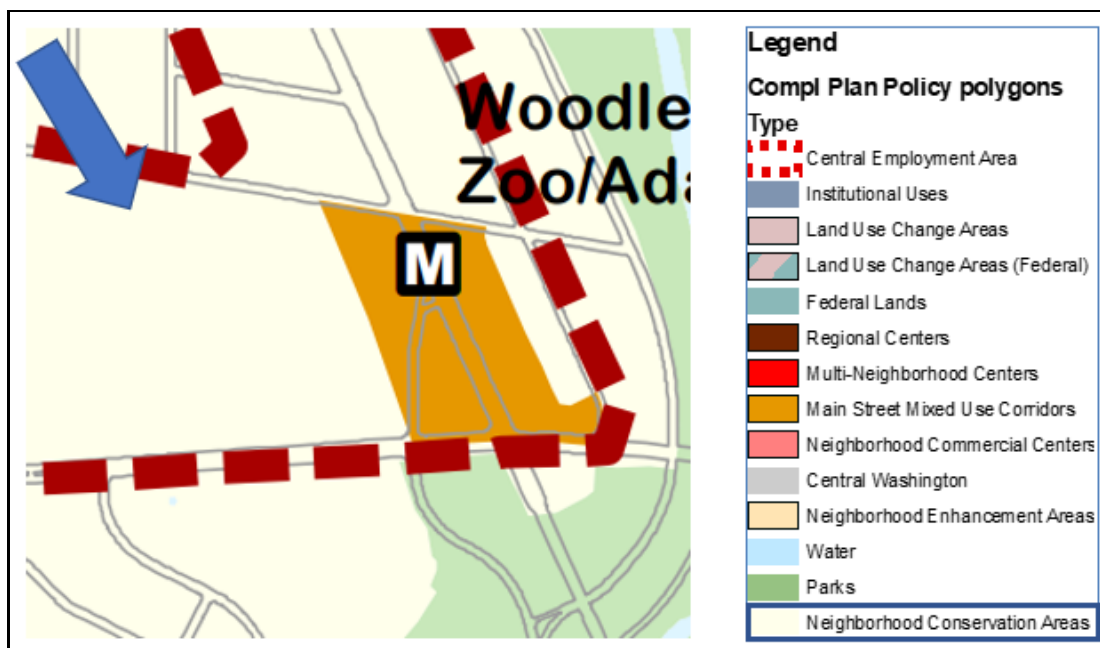 Woodle
Zoo/Ada
M
Legend
Compl Plan Policy polygons
Type
Central Employment Area
Institutional Uses
Land Use Change Areas
Land Use Change Areas (Federal)
Federal Lands
Regional Centers
Multi-Neighborhood Centers
Main Street Mixed Use Corridors
Neighborhood Commercial Centers
Central Washington
Neighborhood Enhancement Areas
Water
Parks
Neighborhood Conservation Areas